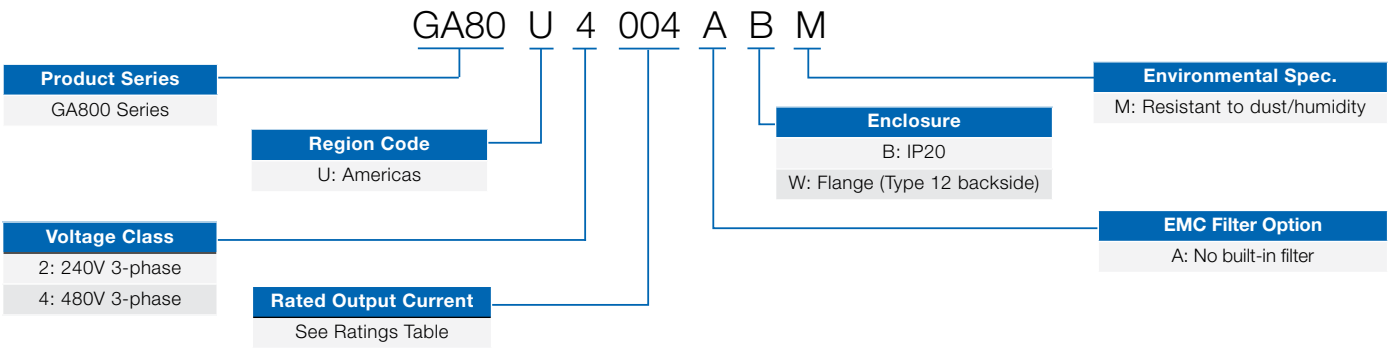 GA80 U 4 004 A B M
Product Series
GA800 Series
Environmental Spec.
M: Resistant to dust/humidity
Enclosure
B: IP20
W: Flange (Type 12 backside)
Region Code
U: Americas
Voltage Class
2: 240V 3-phase
4: 480V 3-phase
EMC Filter Option
A: No built-in filter
Rated Output Current
See Ratings Table